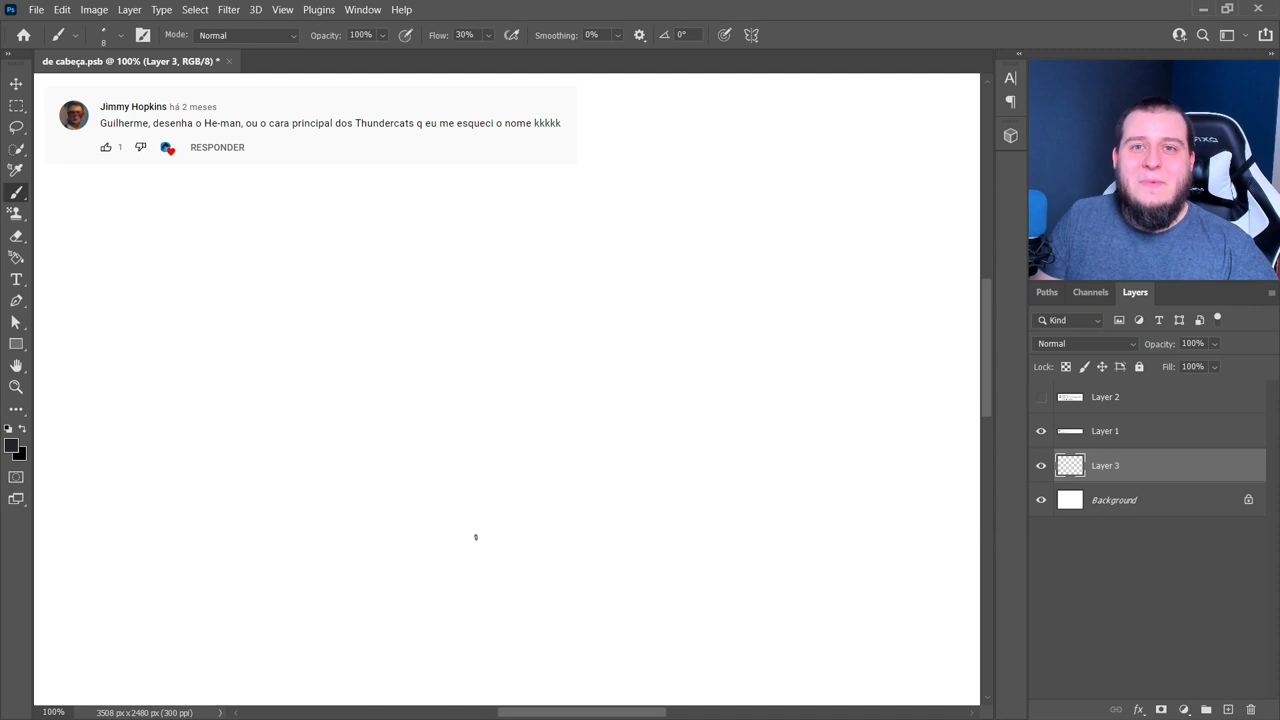 File Edit Image Layer Type Select Filter 3D View Plugins Window Help
8 Mode: Normal Opacity: 100% Flow: 30% Smoothing: 0% 0°
de cabeça.psb @ 100% (Layer 3, RGB/8) *
Jimmy Hopkins há 2 meses
Guilherme, desenha o He-man, ou o cara principal dos Thundercats q eu me esqueci o nome kkkkk
1 RESPONDER
Paths Channels Layers
Kind
Normal Opacity: 100%
Lock: Fill: 100%
Layer 2
Layer 1
Layer 3
Background
100% 3508 px x 2480 px (300 ppi)